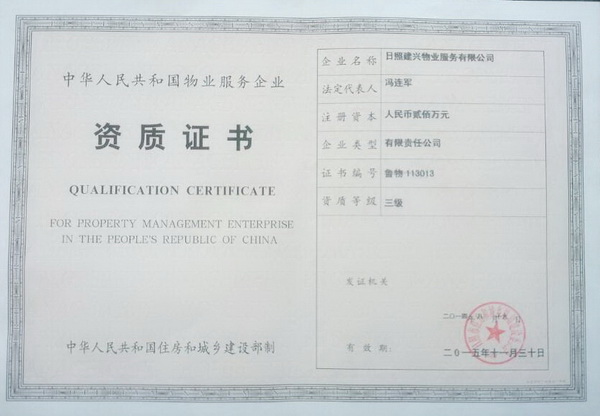 中华人民共和国物业服务企业
资质证书
QUALIFICATION CERTIFICATE
FOR PROPERTY MANAGEMENT ENTERPRISE
IN THE PEOPLE'S REPUBLIC OF CHINA
中华人民共和国住房和城乡建设部制
企业名称 日照建兴物业服务有限公司
法定代表人 冯连军
注册资本 人民币贰佰万元
企业类型 有限责任公司
证书编号 鲁物 113013
资质等级 三级
发证机关
二〇一四
有效期： 二〇一五年十一月三十日